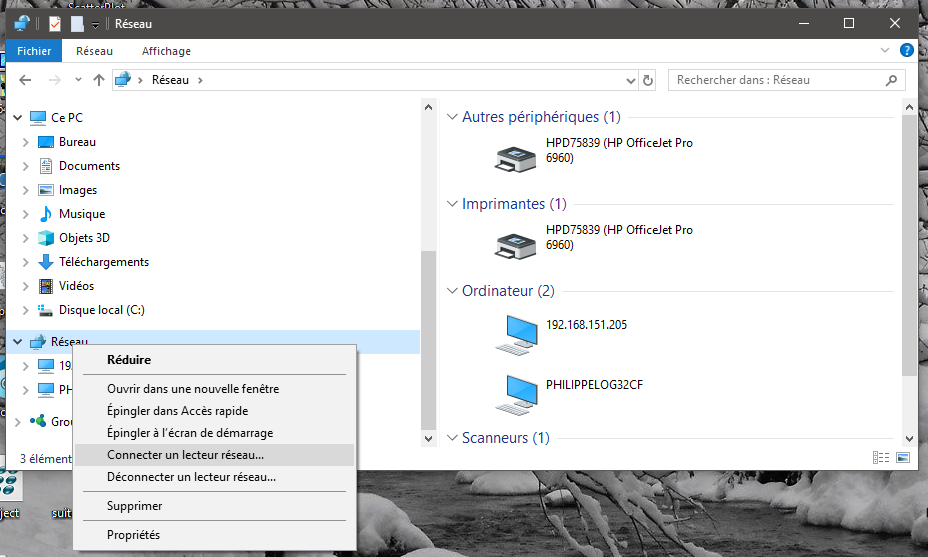 ScatterPlot
Réseau
Fichier
Réseau
Affichage
Réseau
Rechercher dans : Réseau
Ce PC
Bureau
Documents
Images
Musique
Objets 3D
Téléchargements
Vidéos
Disque local (C:)
Réseau
19
PH
Grou
3 élément
Réduire
Ouvrir dans une nouvelle fenêtre
Épingler dans Accès rapide
Épingler à l'écran de démarrage
Connecter un lecteur réseau...
Déconnecter un lecteur réseau...
Supprimer
Propriétés
Autres périphériques (1)
HPD75839 (HP OfficeJet Pro
6960)
Imprimantes (1)
HPD75839 (HP OfficeJet Pro
6960)
Ordinateur (2)
192.168.151.205
PHILIPPELOG32CF
Scanneurs (1)
ject
suit